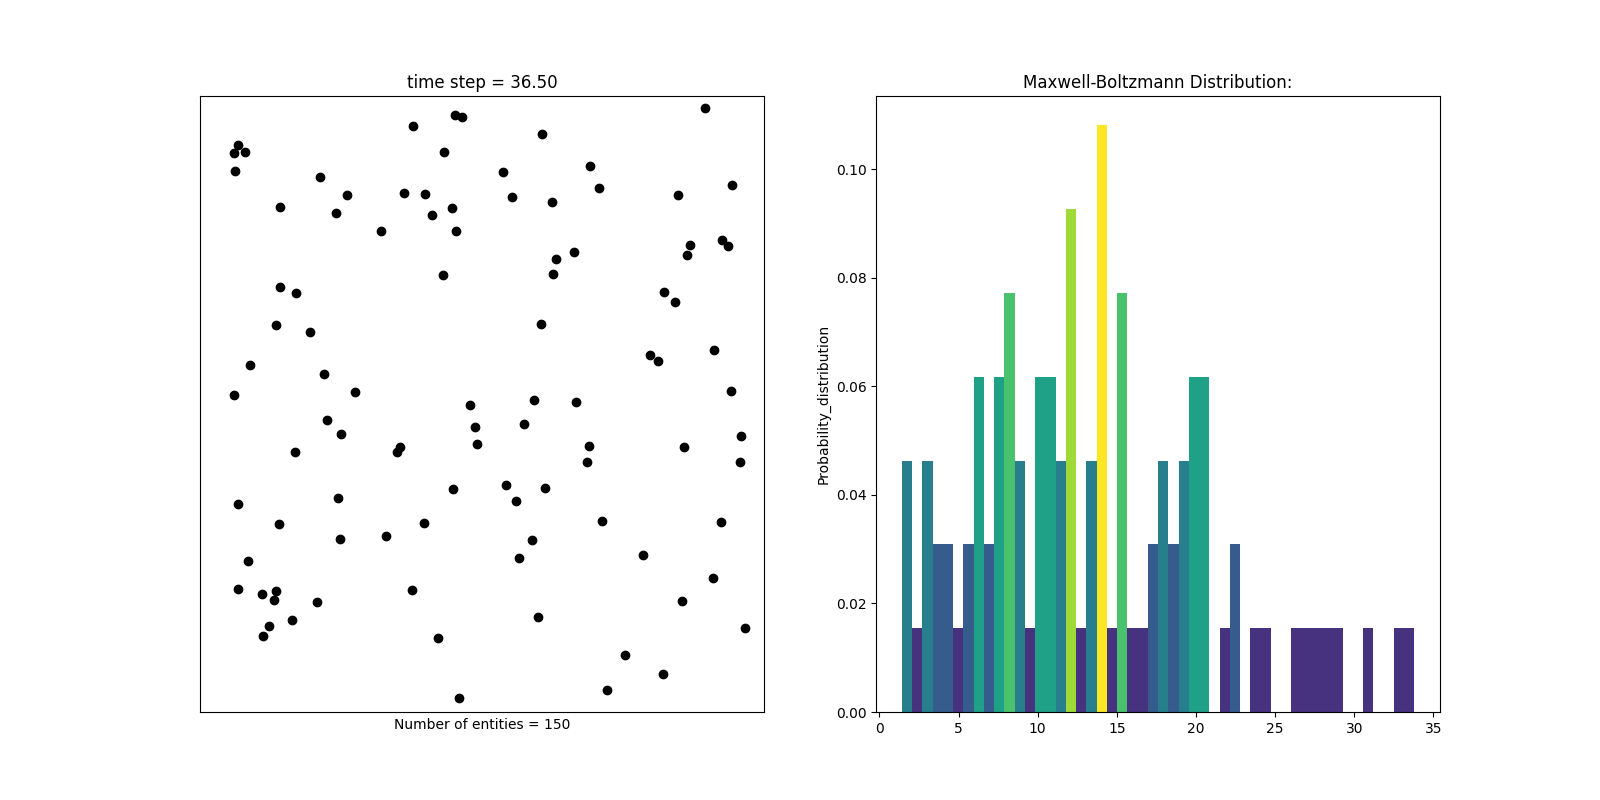 time step = 36.50
Number of entities = 150
Maxwell-Boltzmann Distribution:
Probability_distribution
0.10
0.08
0.06
0.04
0.02
0.00
0 5 10 15 20 25 30 35